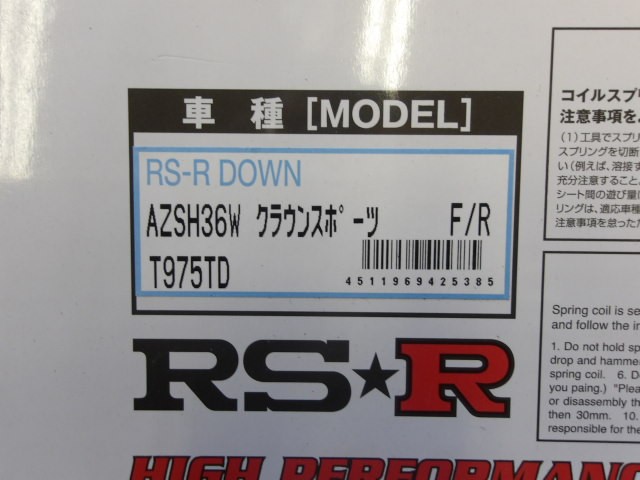 車種 [MODEL]
RS-R DOWN
AZSH36W クラウンスポーツ F/R
T975TD
4511969425385
RS★R
HIGH PERFORMANC
コイルスプリ
注意事項をよ
(1)工具でスプリ
スプリングを切断
い(例えば、溶接す
充分注意すること。
シート間の遊び量に
リングは、適応車種
注意事項を怠った
Spring coil is se
and follow the in
1. Do not hold sp
drop and hammer
spring coil. 6. D
you paing.) "Plea
or disassembly th
then 30mm. 10.
responsible for the